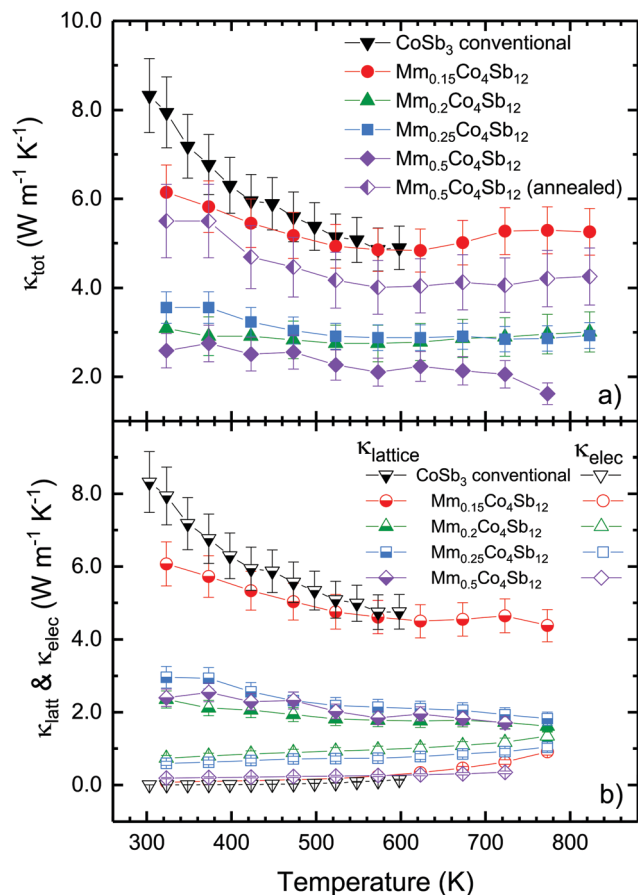 10.0
8.0
6.0
4.0
2.0
κtot (W m⁻¹ K⁻¹)
CoSb₃ conventional
Mm₀.₁₅Co₄Sb₁₂
Mm₀.₂Co₄Sb₁₂
Mm₀.₂₅Co₄Sb₁₂
Mm₀.₅Co₄Sb₁₂
Mm₀.₅Co₄Sb₁₂ (annealed)
a)
κlattice κelec
CoSb₃ conventional
Mm₀.₁₅Co₄Sb₁₂
Mm₀.₂Co₄Sb₁₂
Mm₀.₂₅Co₄Sb₁₂
Mm₀.₅Co₄Sb₁₂
8.0
6.0
4.0
2.0
0.0
κlatt & κelec (W m⁻¹ K⁻¹)
b)
300 400 500 600 700 800
Temperature (K)